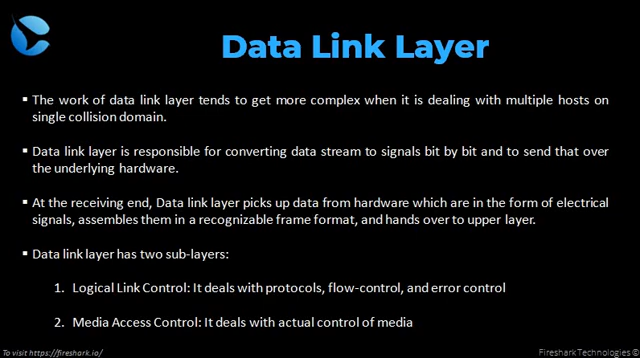 Data Link Layer
▪ The work of data link layer tends to get more complex when it is dealing with multiple hosts on
single collision domain.
▪ Data link layer is responsible for converting data stream to signals bit by bit and to send that over
the underlying hardware.
▪ At the receiving end, Data link layer picks up data from hardware which are in the form of electrical
signals, assembles them in a recognizable frame format, and hands over to upper layer.
▪ Data link layer has two sub-layers:
1. Logical Link Control: It deals with protocols, flow-control, and error control
2. Media Access Control: It deals with actual control of media
To visit https://fireshark.io/
Fireshark Technologies ©